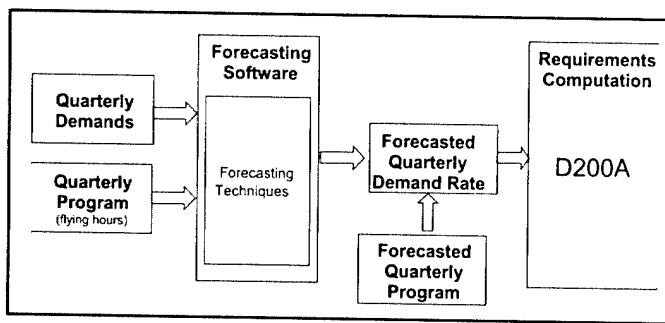 Quarterly
Demands
Quarterly
Program
(flying hours)
Forecasting
Software
Forecasting
Techniques
Forecasted
Quarterly
Demand Rate
Forecasted
Quarterly
Program
Requirements
Computation
D200A